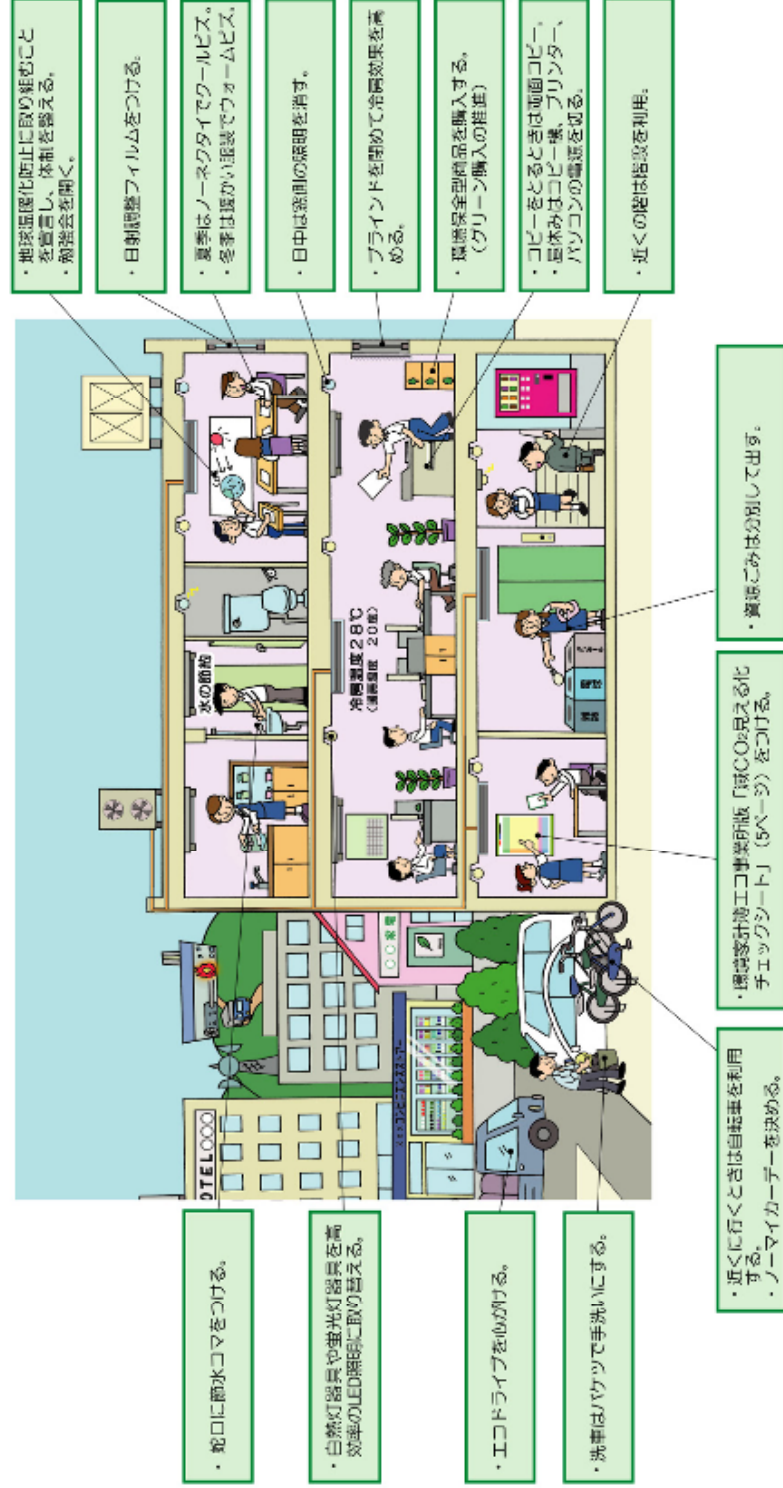 ・地球温暖化防止に取り組むこと
を宣言し、体制を整える。
・勉強会を開く。
・日射調整フィルムをつける。
・夏季はノーネクタイでクールビズ。
・冬季は暖かい服装でウォームビズ。
・日中は窓側の照明を消す。
・ブラインドを閉めて冷房効果を高
める。
・環境保全型商品を購入する。
（グリーン購入の推進）
・コピーをとるときは両面コピー。
・昼休みはコピー機、プリンター、
パソコンの電源を切る。
・近くの階は階段を利用。
水の節約
冷房温度28℃
（暖房温度 20度）
OTEL○○○
コンビニエンスストアー
・蛇口に節水コマをつける。
・白熱灯器具や蛍光灯器具を高
効率のLED照明に取り替える。
・エコドライブを心がける。
・洗車はバケツで手洗いにする。
・近くに行くときは自転車を利用
する。
・ノーマイカーデーを決める。
・環境家計簿エコ事業所版「減CO₂見える化
チェックシート」（5ページ）をつける。
・資源ごみは分別して出す。